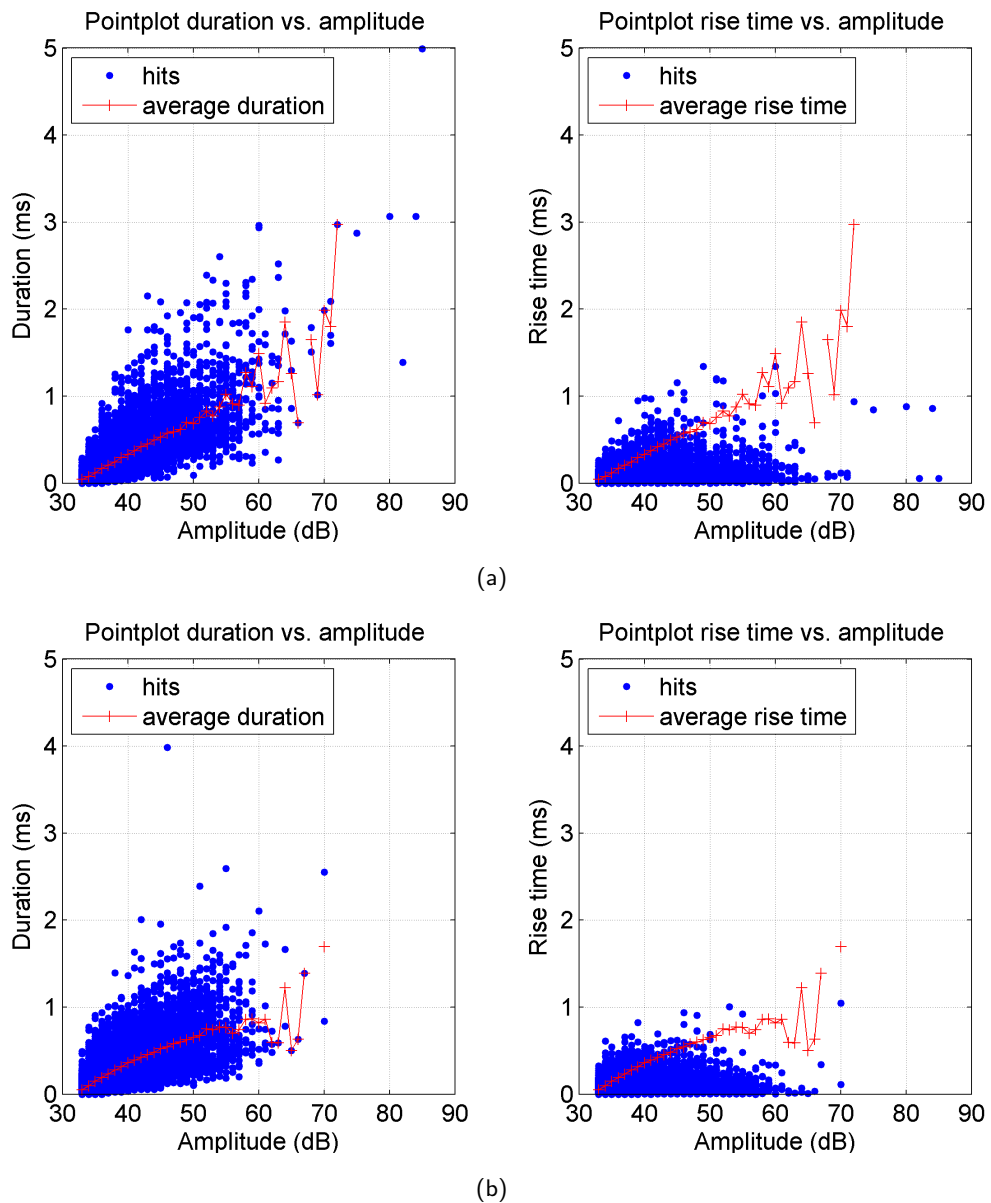 Pointplot duration vs. amplitude
hits
average duration
Duration (ms)
5
4
3
2
1
0
30 40 50 60 70 80 90
Amplitude (dB)
Pointplot rise time vs. amplitude
hits
average rise time
Rise time (ms)
5
4
3
2
1
0
30 40 50 60 70 80 90
Amplitude (dB)
(a)
Pointplot duration vs. amplitude
hits
average duration
Duration (ms)
5
4
3
2
1
0
30 40 50 60 70 80 90
Amplitude (dB)
Pointplot rise time vs. amplitude
hits
average rise time
Rise time (ms)
5
4
3
2
1
0
30 40 50 60 70 80 90
Amplitude (dB)
(b)